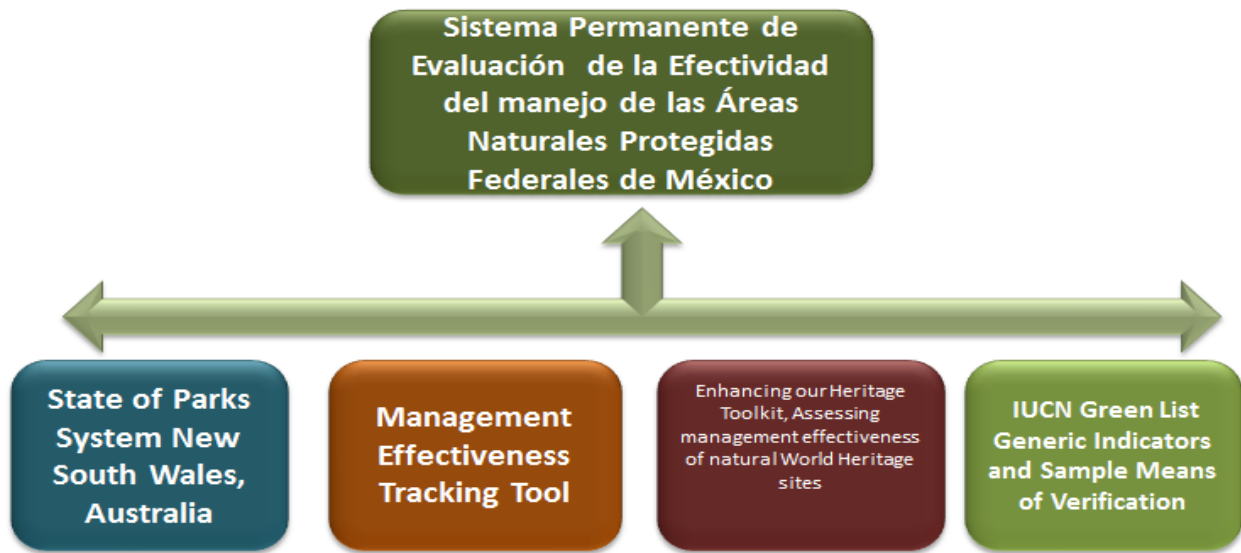 Sistema Permanente de
Evaluación de la Efectividad
del manejo de las Áreas
Naturales Protegidas
Federales de México
State of Parks
System New
South Wales,
Australia
Management
Effectiveness
Tracking Tool
Enhancing our Heritage
Toolkit, Assessing
management effectiveness
of natural World Heritage
sites
IUCN Green List
Generic Indicators
and Sample Means
of Verification